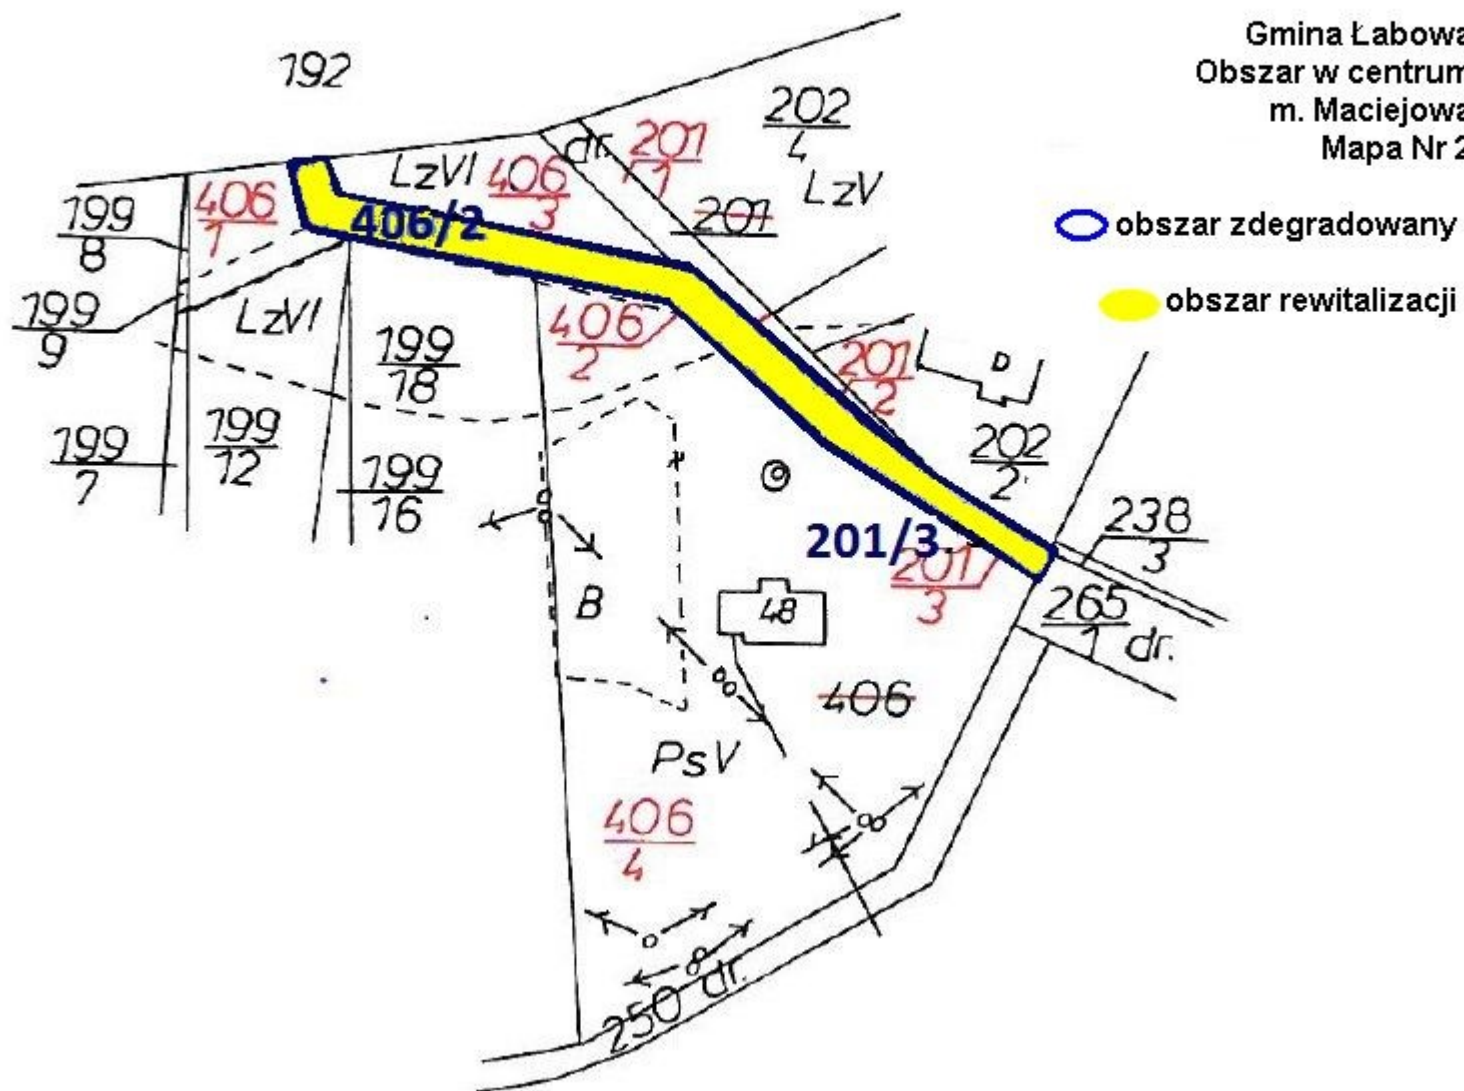 Gmina Łabowa
Obszar w centrum
m. Maciejowa
Mapa Nr 2
obszar zdegradowany
obszar rewitalizacji
192
202
4
dr.
201
1
LzVI
406
3
LzV
406
1
199
8
406/2
201
199
9
LzVI
406
2
199
18
201
2
D
199
7
199
12
202
2
199
16
238
3
201/3
201
3
B
48
265
1
dr.
406
PsV
406
4
250 dr.